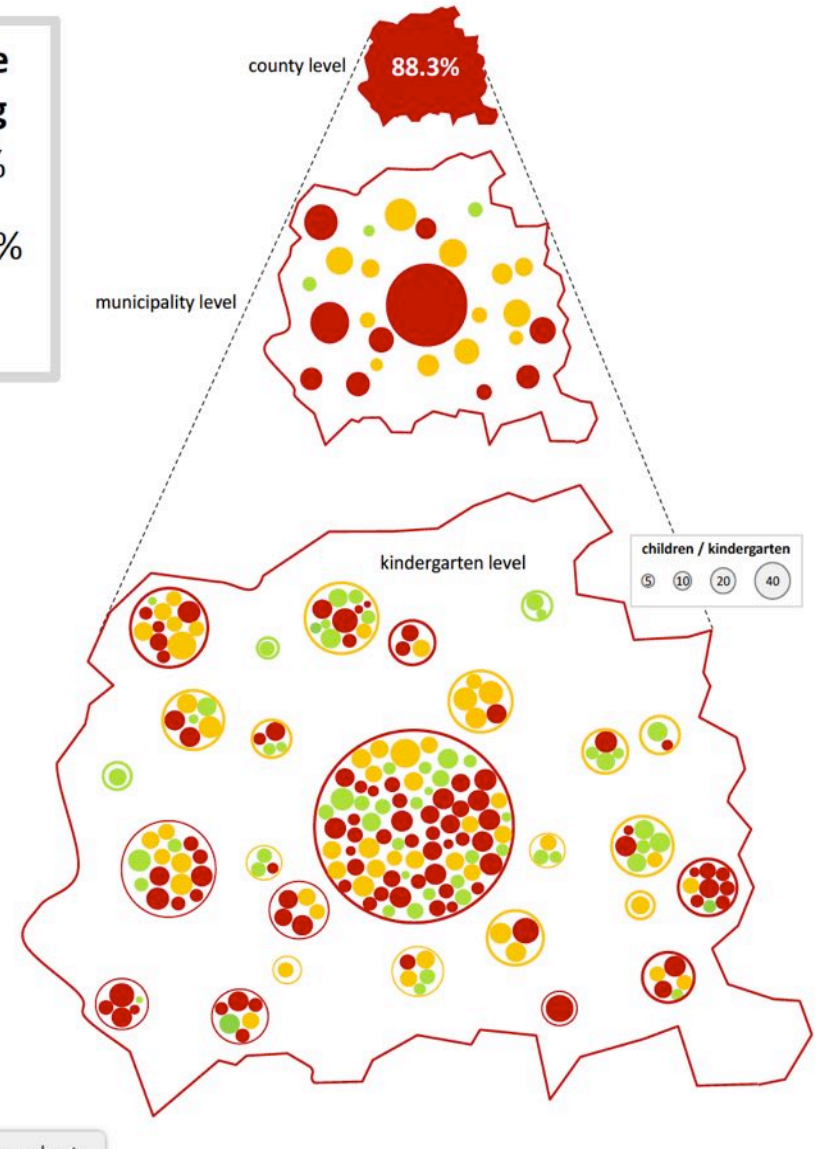 e
g
%
%
county level
88.3%
municipality level
kindergarten level
children / kindergarten
5
10
20
40